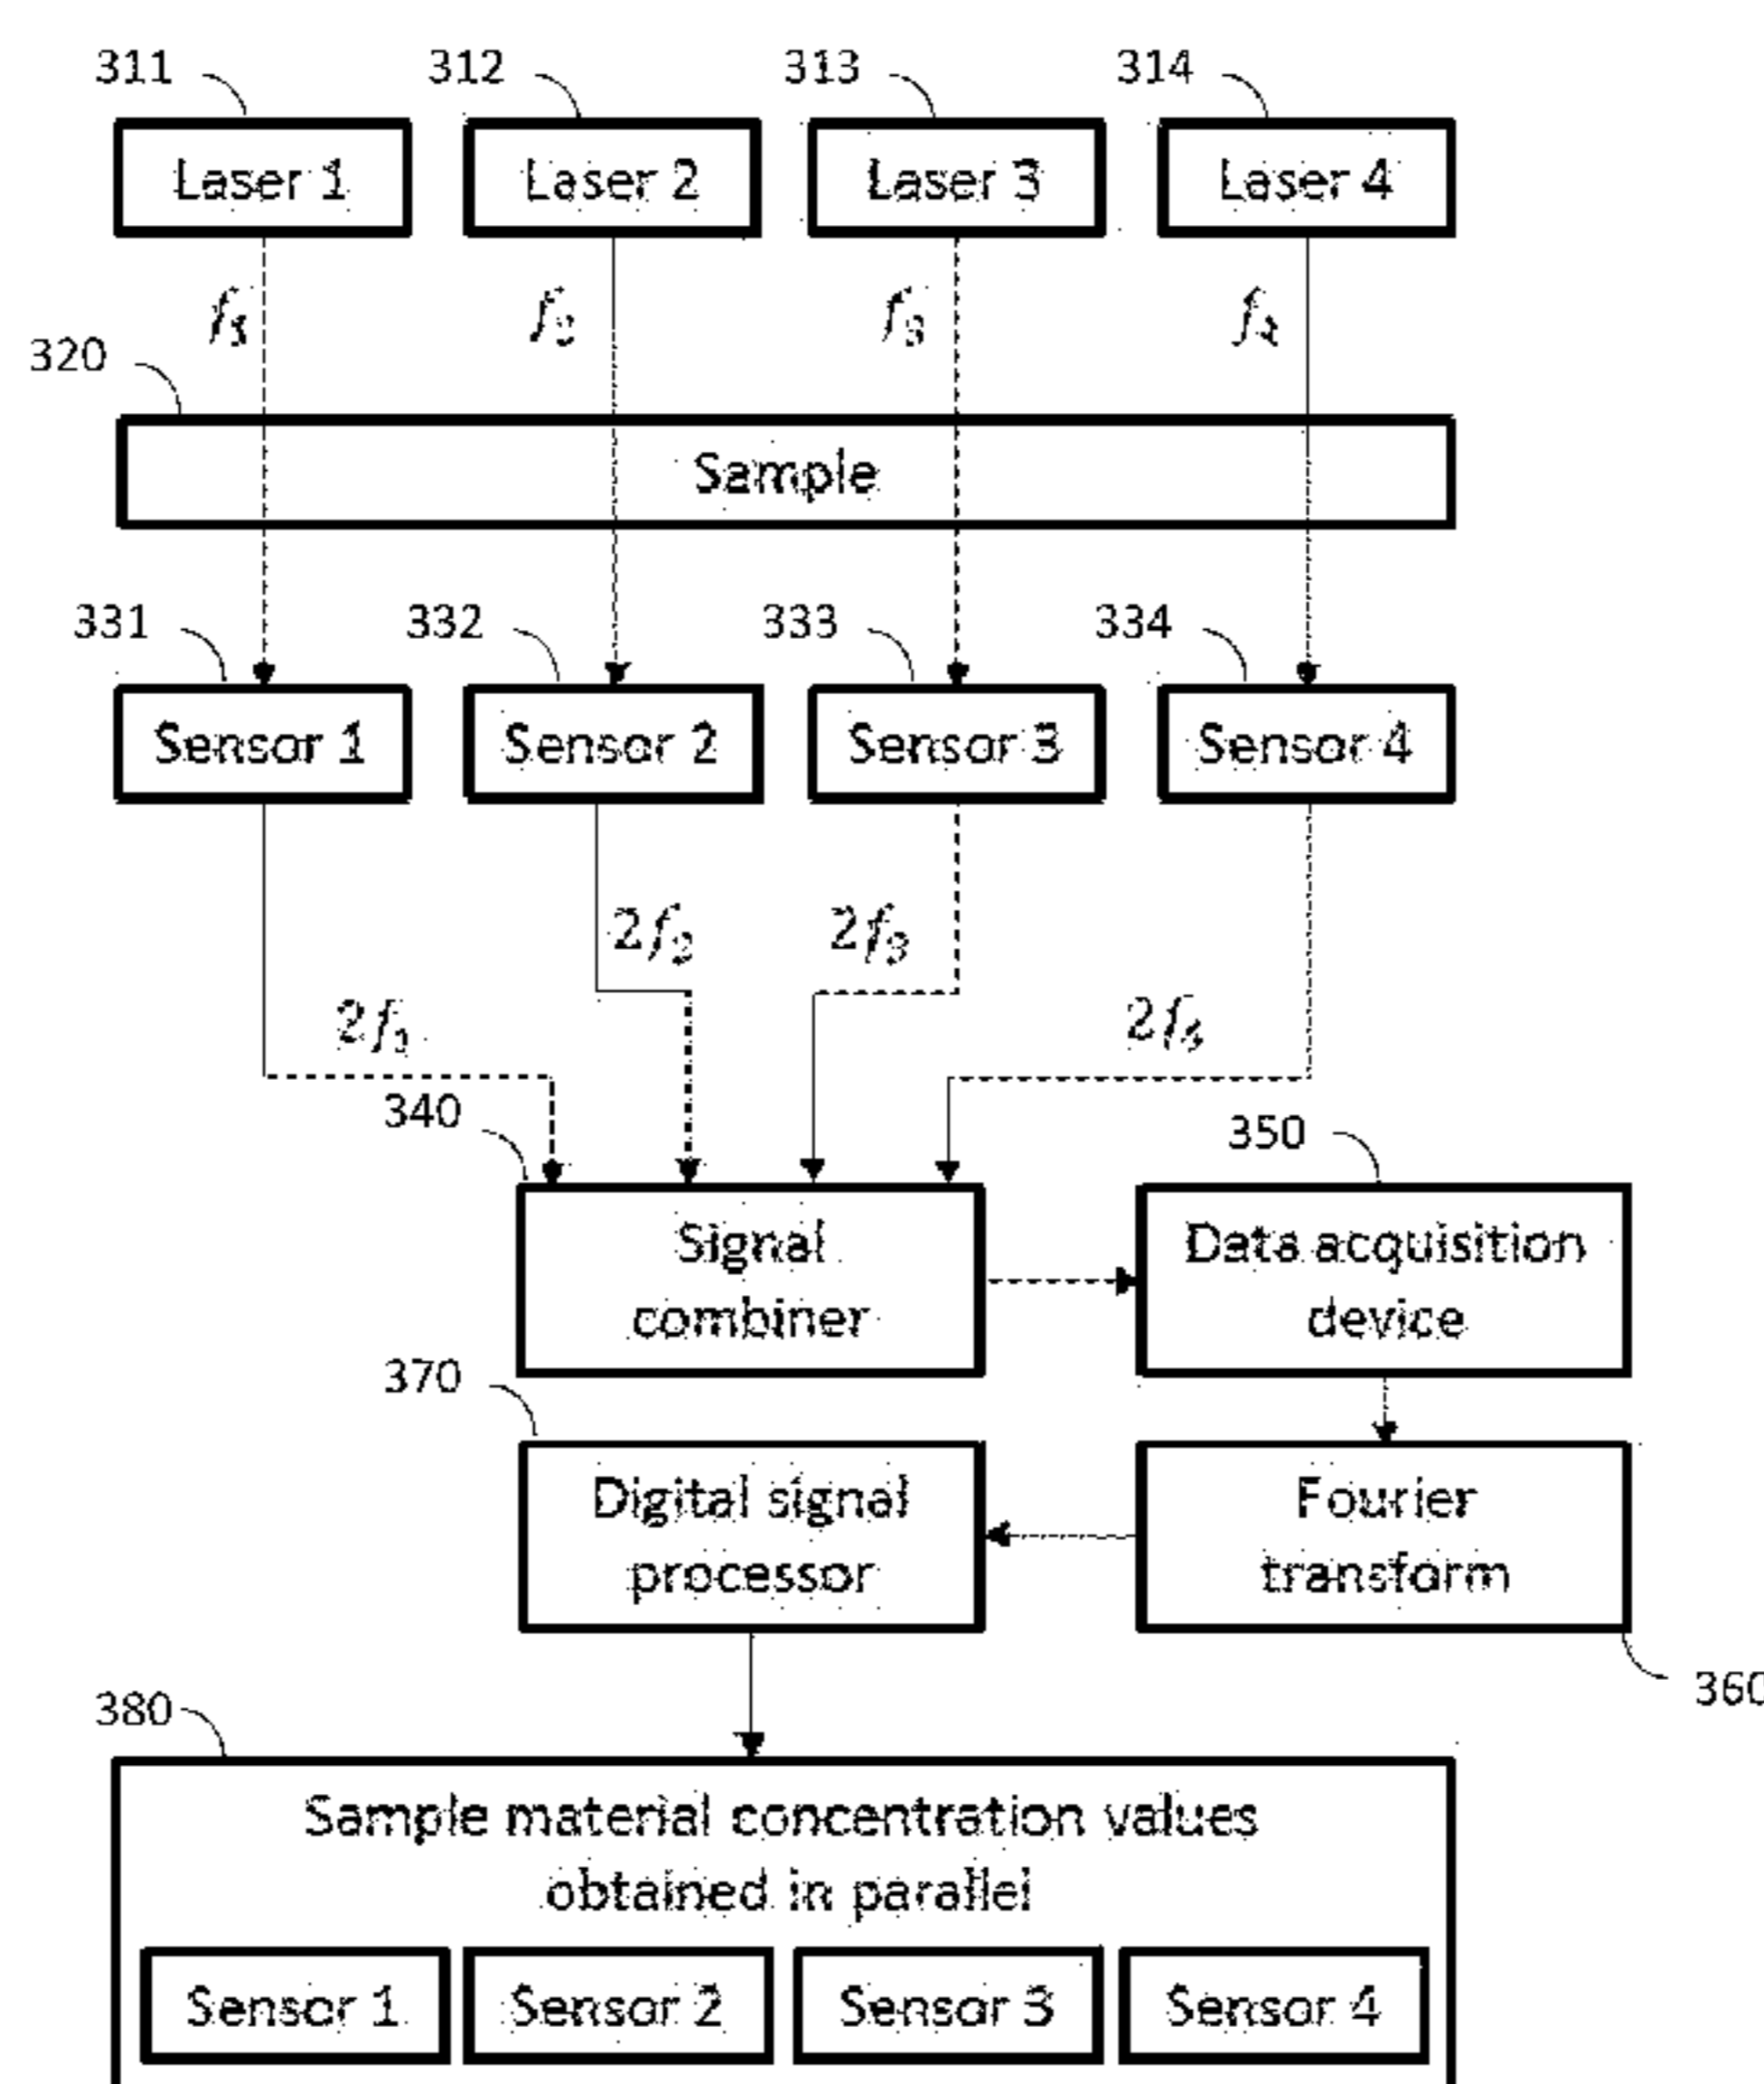 311 312 313 314
Laser 1 Laser 2 Laser 3 Laser 4
f₁ f₂ f₃ f₄
320
Sample
331 332 333 334
Sensor 1 Sensor 2 Sensor 3 Sensor 4
2f₂ 2f₃
2f₁ 2f₄
340 350
Signal
combiner
Data acquisition
device
370
Digital signal
processor
Fourier
transform
360
380
Sample material concentration values
obtained in parallel
Sensor 1 Sensor 2 Sensor 3 Sensor 4